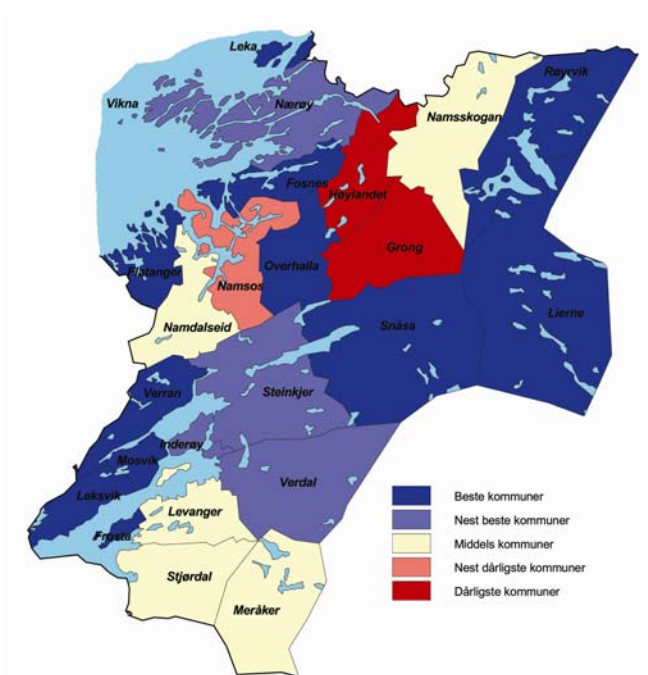 Leka
Røyrvik
Vikna
Nærøy
Namsskogan
Fosnes
Høylandet
Grong
Flatanger
Namsos
Overhalla
Namdalseid
Snåsa
Lierne
Verran
Steinkjer
Inderøy
Mosvik
Verdal
Leksvik
Levanger
Frosta
Stjørdal
Meråker
Beste kommuner
Nest beste kommuner
Middels kommuner
Nest dårligste kommuner
Dårligste kommuner